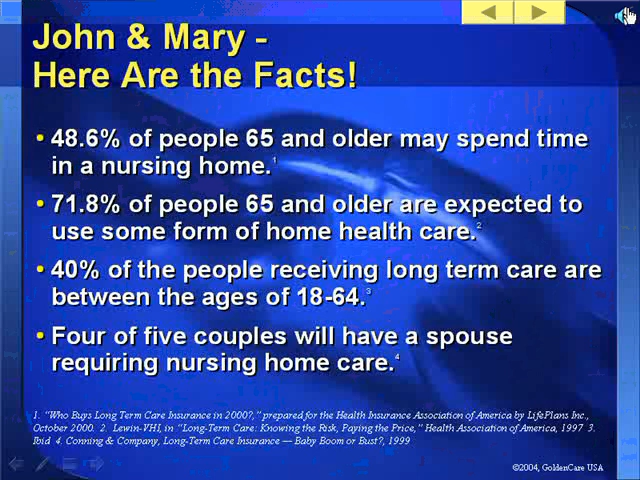 John & Mary -
Here Are the Facts!
• 48.6% of people 65 and older may spend time
in a nursing home.1
• 71.8% of people 65 and older are expected to
use some form of home health care.2
• 40% of the people receiving long term care are
between the ages of 18-64.3
• Four of five couples will have a spouse
requiring nursing home care.4
1. "Who Buys Long Term Care Insurance in 2000?," prepared for the Health Insurance Association of America by LifePlans Inc.,
October 2000. 2. Lewin-VHI, in "Long-Term Care: Knowing the Risk, Paying the Price," Health Association of America, 1997 3.
Ibid 4. Conning & Company, Long-Term Care Insurance — Baby Boom or Bust?, 1999
©2004, GoldenCare USA